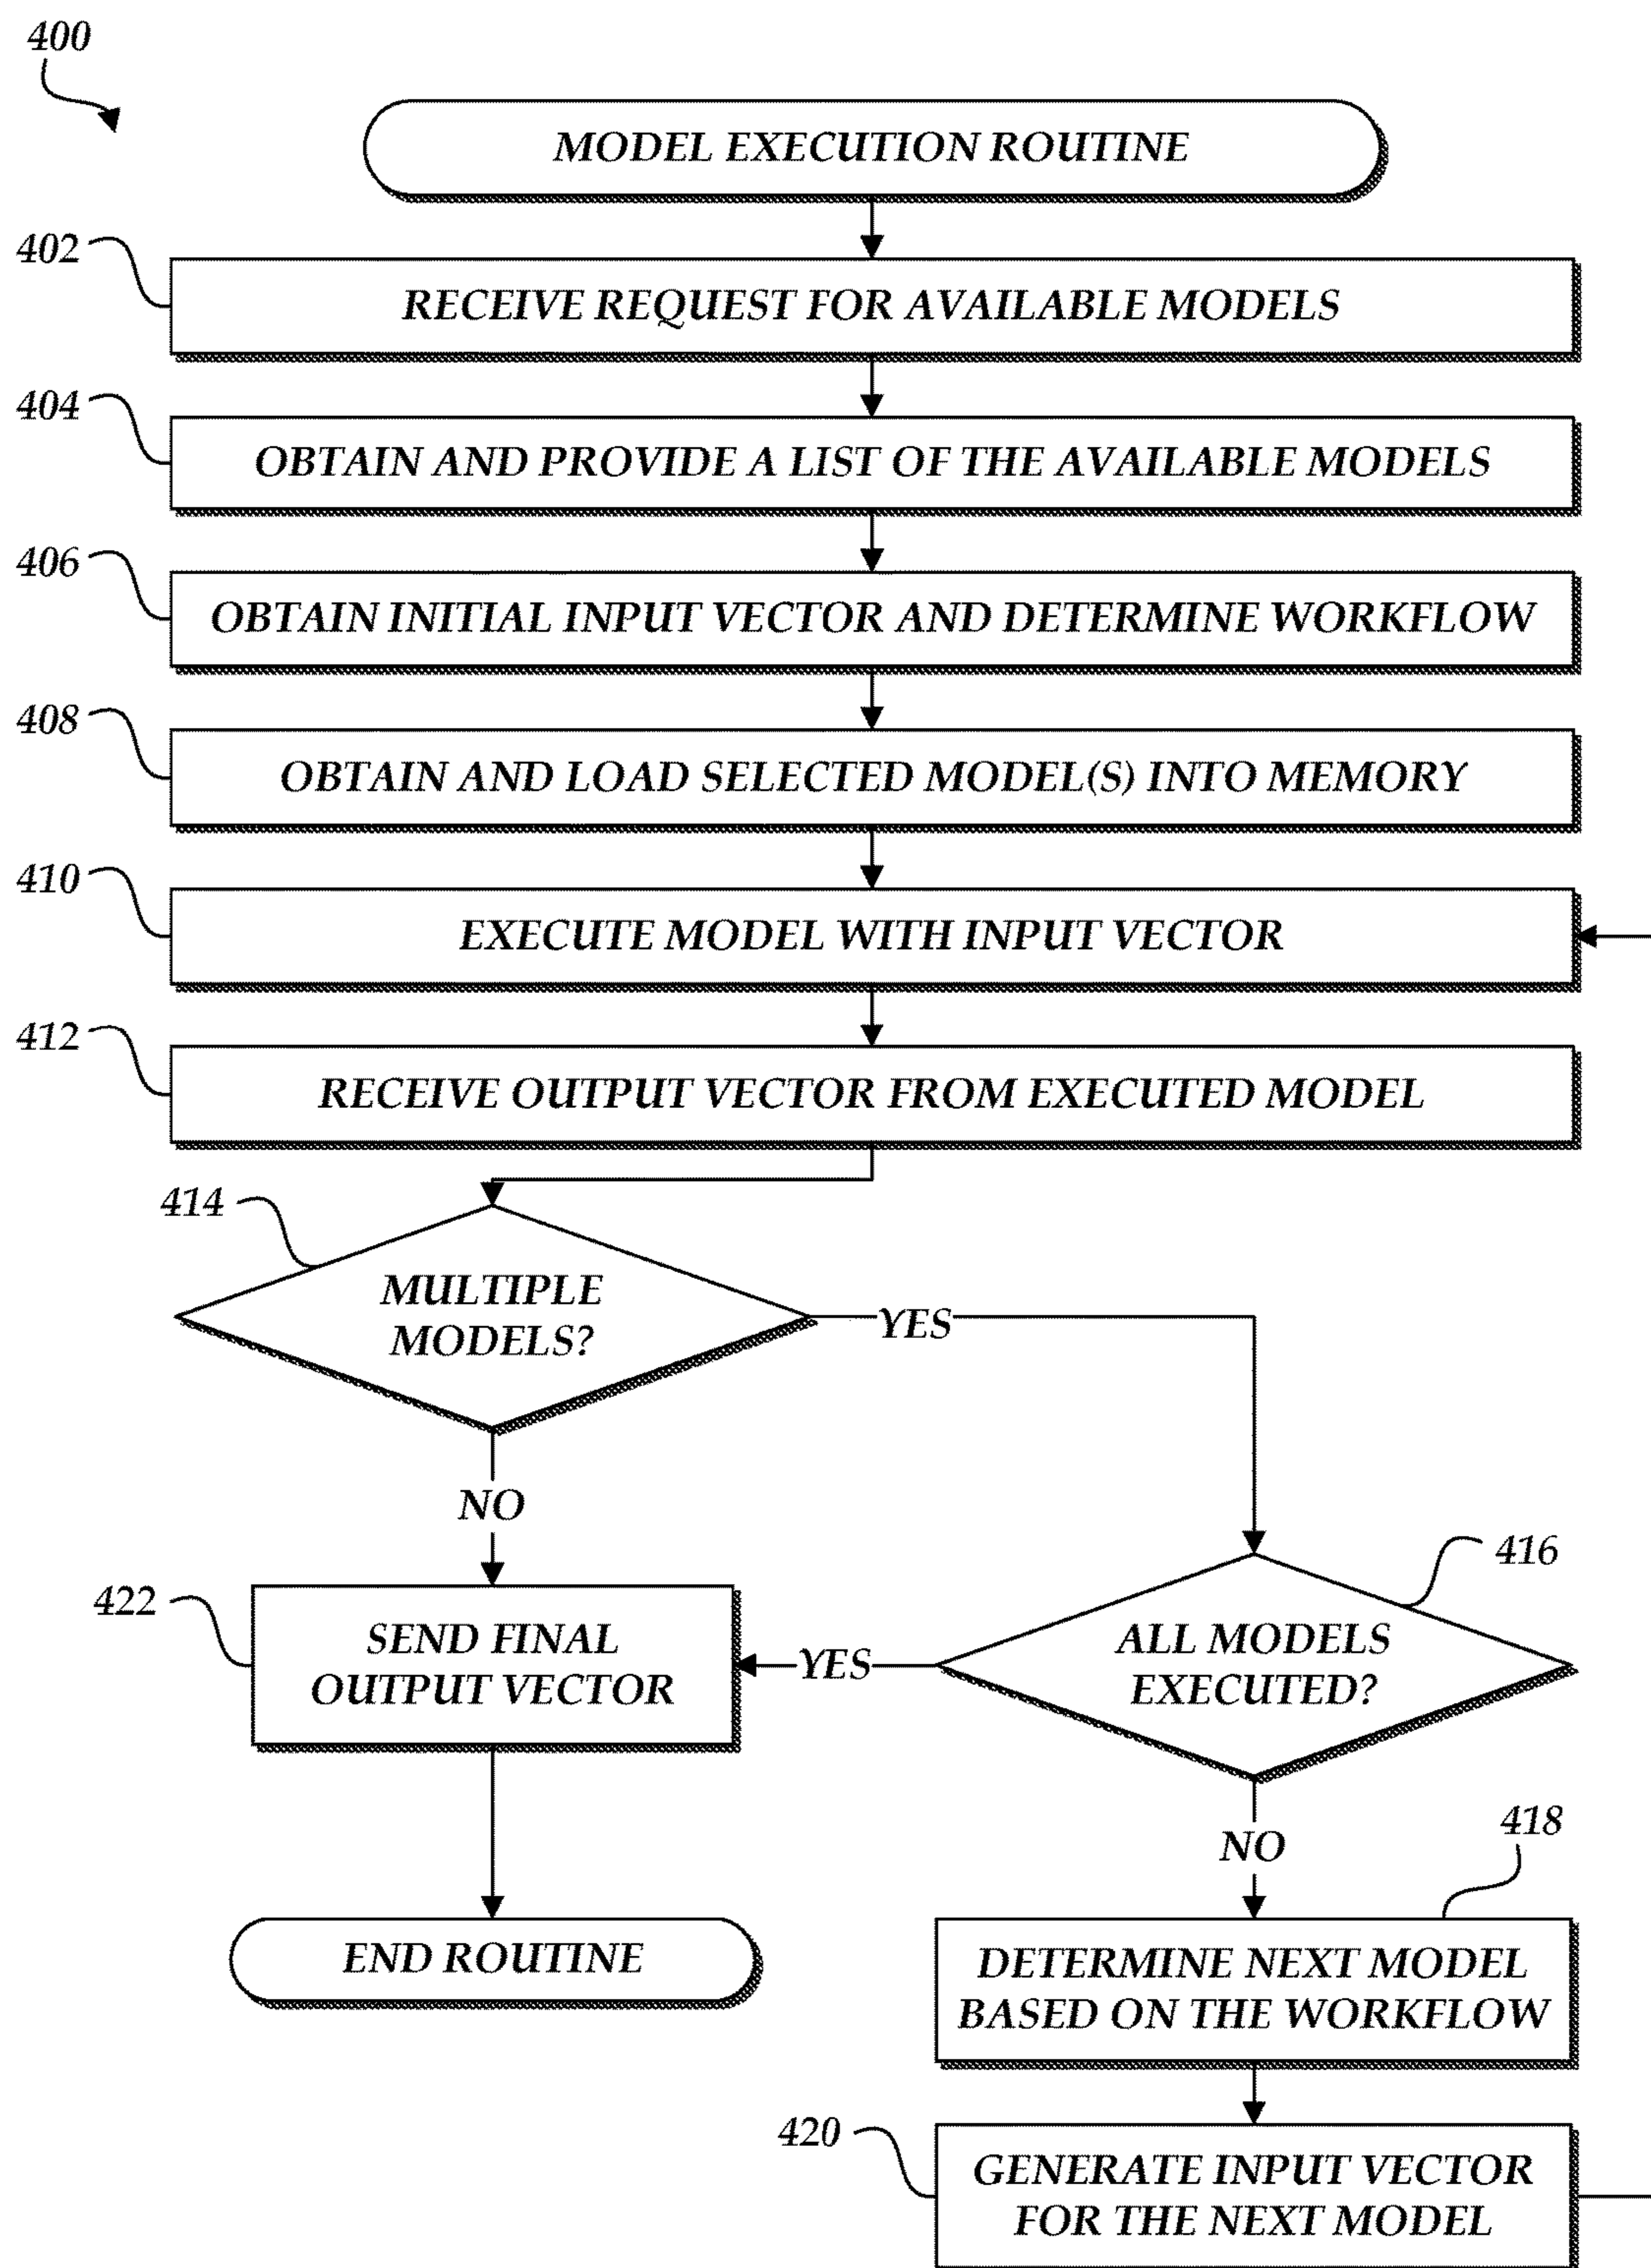 400
MODEL EXECUTION ROUTINE
402
RECEIVE REQUEST FOR AVAILABLE MODELS
404
OBTAIN AND PROVIDE A LIST OF THE AVAILABLE MODELS
406
OBTAIN INITIAL INPUT VECTOR AND DETERMINE WORKFLOW
408
OBTAIN AND LOAD SELECTED MODEL(S) INTO MEMORY
410
EXECUTE MODEL WITH INPUT VECTOR
412
RECEIVE OUTPUT VECTOR FROM EXECUTED MODEL
414
MULTIPLE
MODELS?
YES
NO
416
ALL MODELS
EXECUTED?
YES
422
SEND FINAL
OUTPUT VECTOR
NO
418
END ROUTINE
DETERMINE NEXT MODEL
BASED ON THE WORKFLOW
420
GENERATE INPUT VECTOR
FOR THE NEXT MODEL